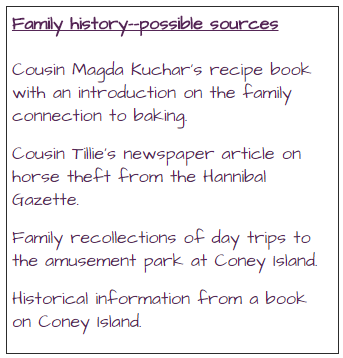 Family history--possible sources
Cousin Magda Kuchar's recipe book
with an introduction on the family
connection to baking.
Cousin Tillie's newspaper article on
horse theft from the Hannibal
Gazette.
Family recollections of day trips to
the amusement park at Coney Island.
Historical information from a book
on Coney Island.